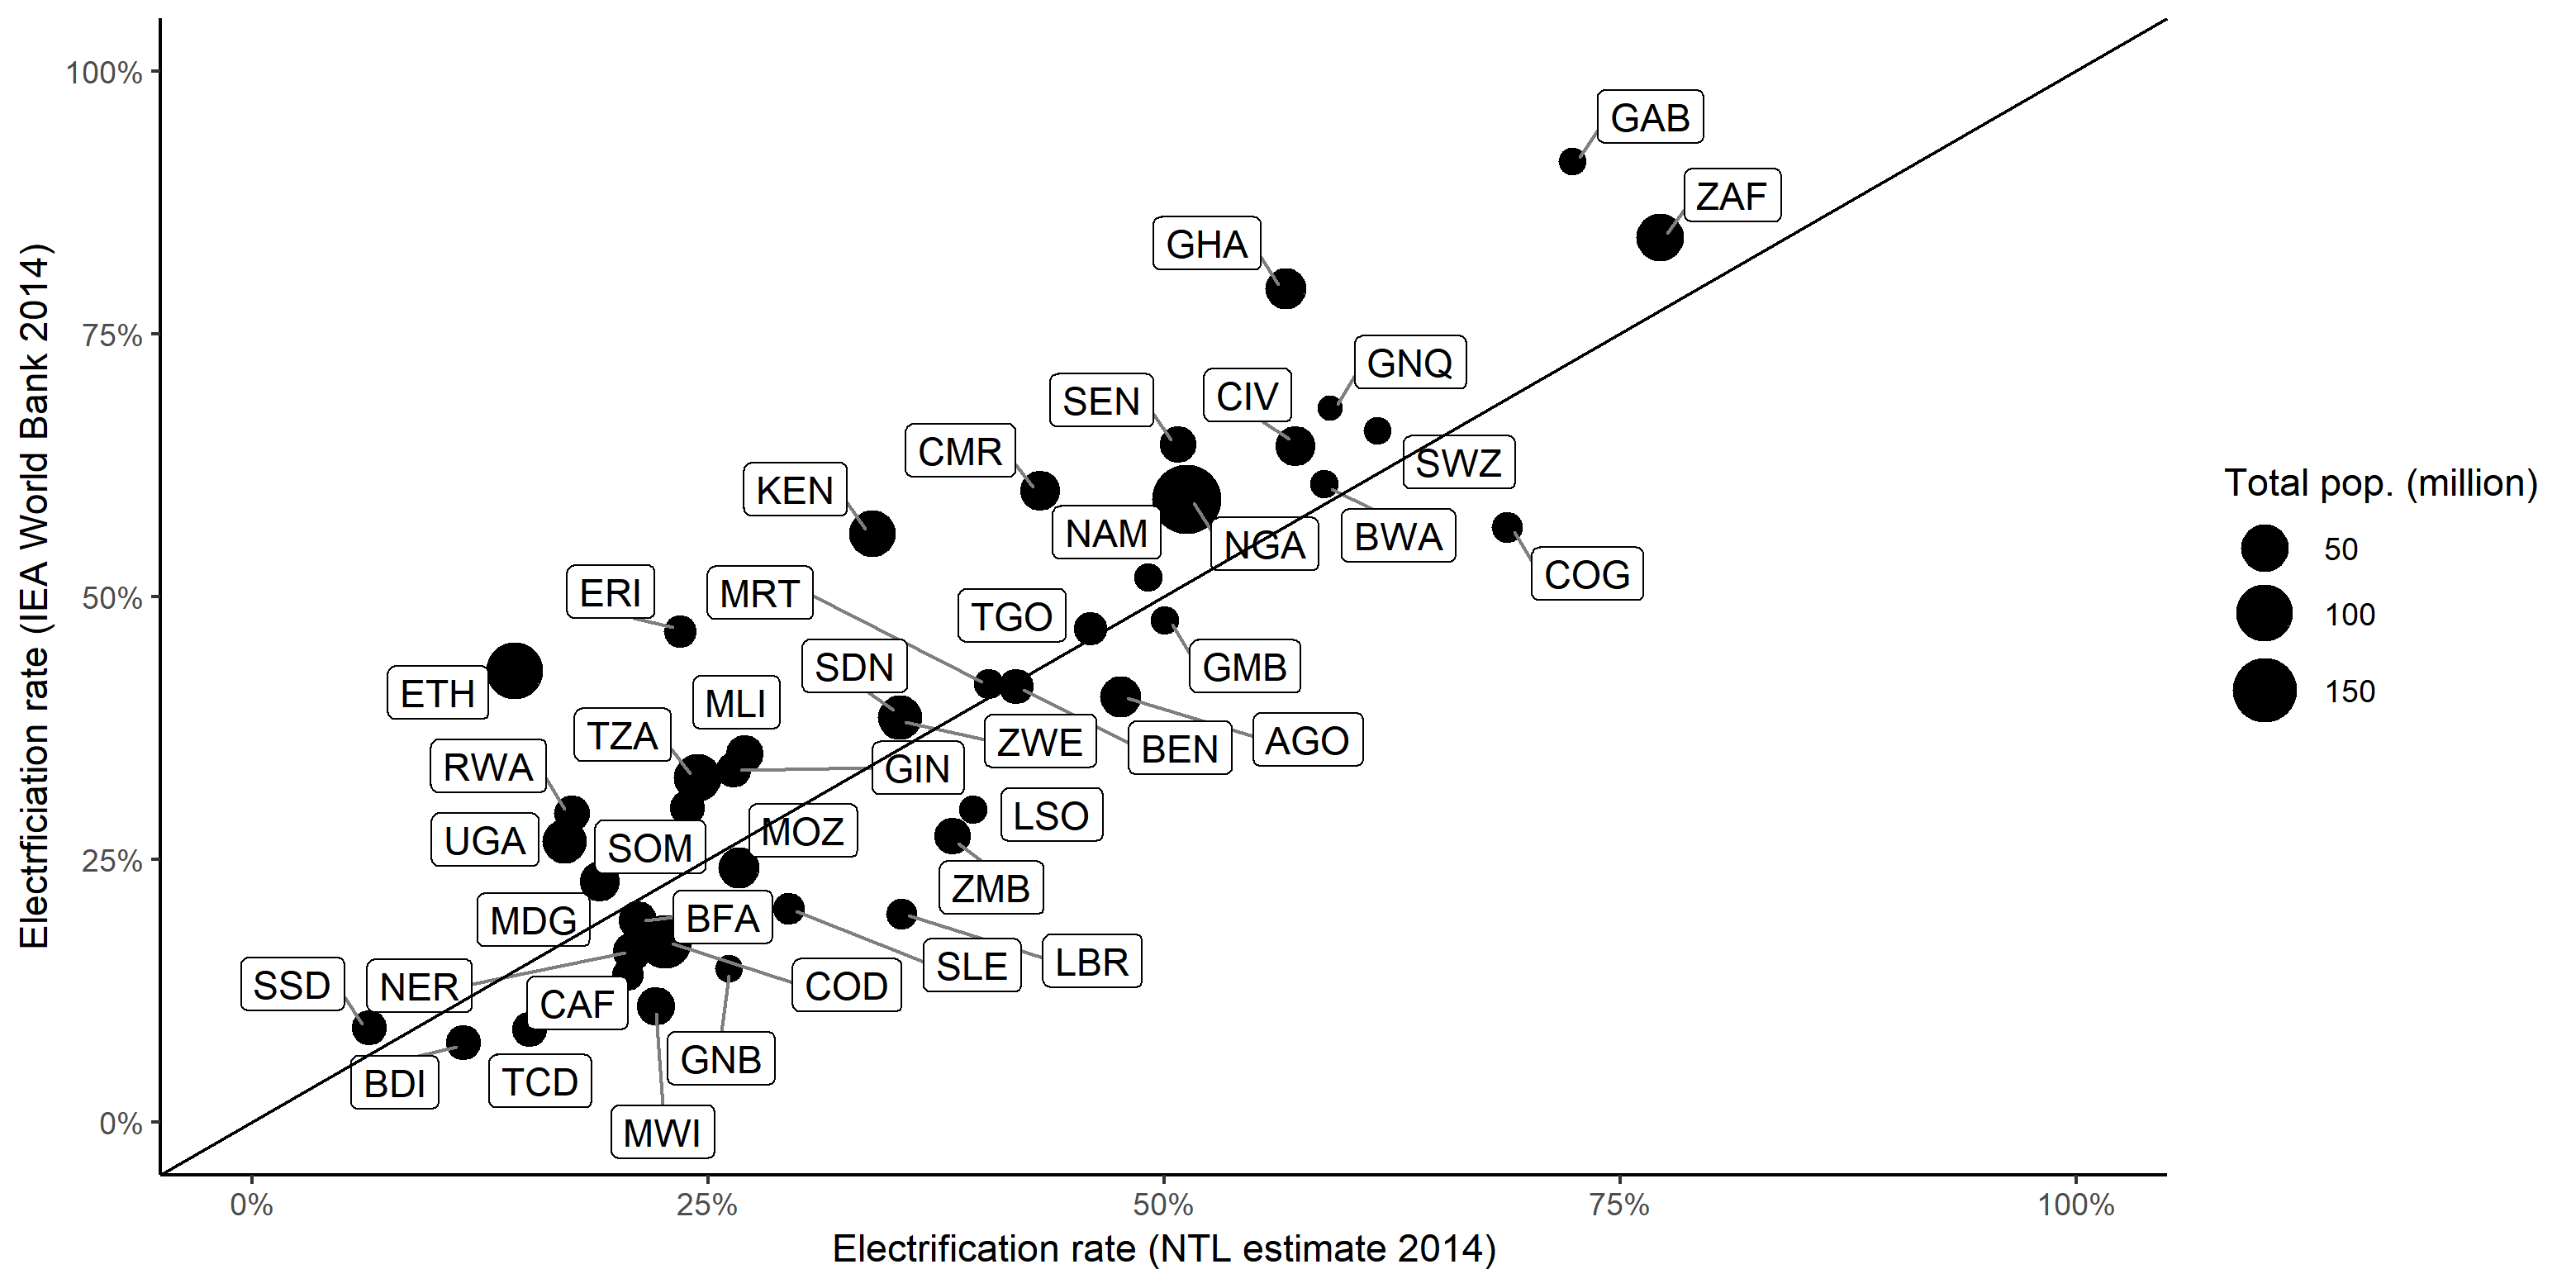 100%
75%
50%
25%
0%
Electrficiation rate (IEA World Bank 2014)
GAB
ZAF
GHA
GNQ
CIV
SEN
CMR
SWZ
KEN
NAM
NGA
BWA
COG
ERI
MRT
TGO
SDN
GMB
ETH
MLI
TZA
ZWE
BEN
AGO
RWA
GIN
LSO
MOZ
UGA
SOM
ZMB
MDG
BFA
SLE
LBR
SSD
NER
COD
CAF
GNB
BDI
TCD
MWI
0%
25%
50%
75%
100%
Electrification rate (NTL estimate 2014)
Total pop. (million)
50
100
150